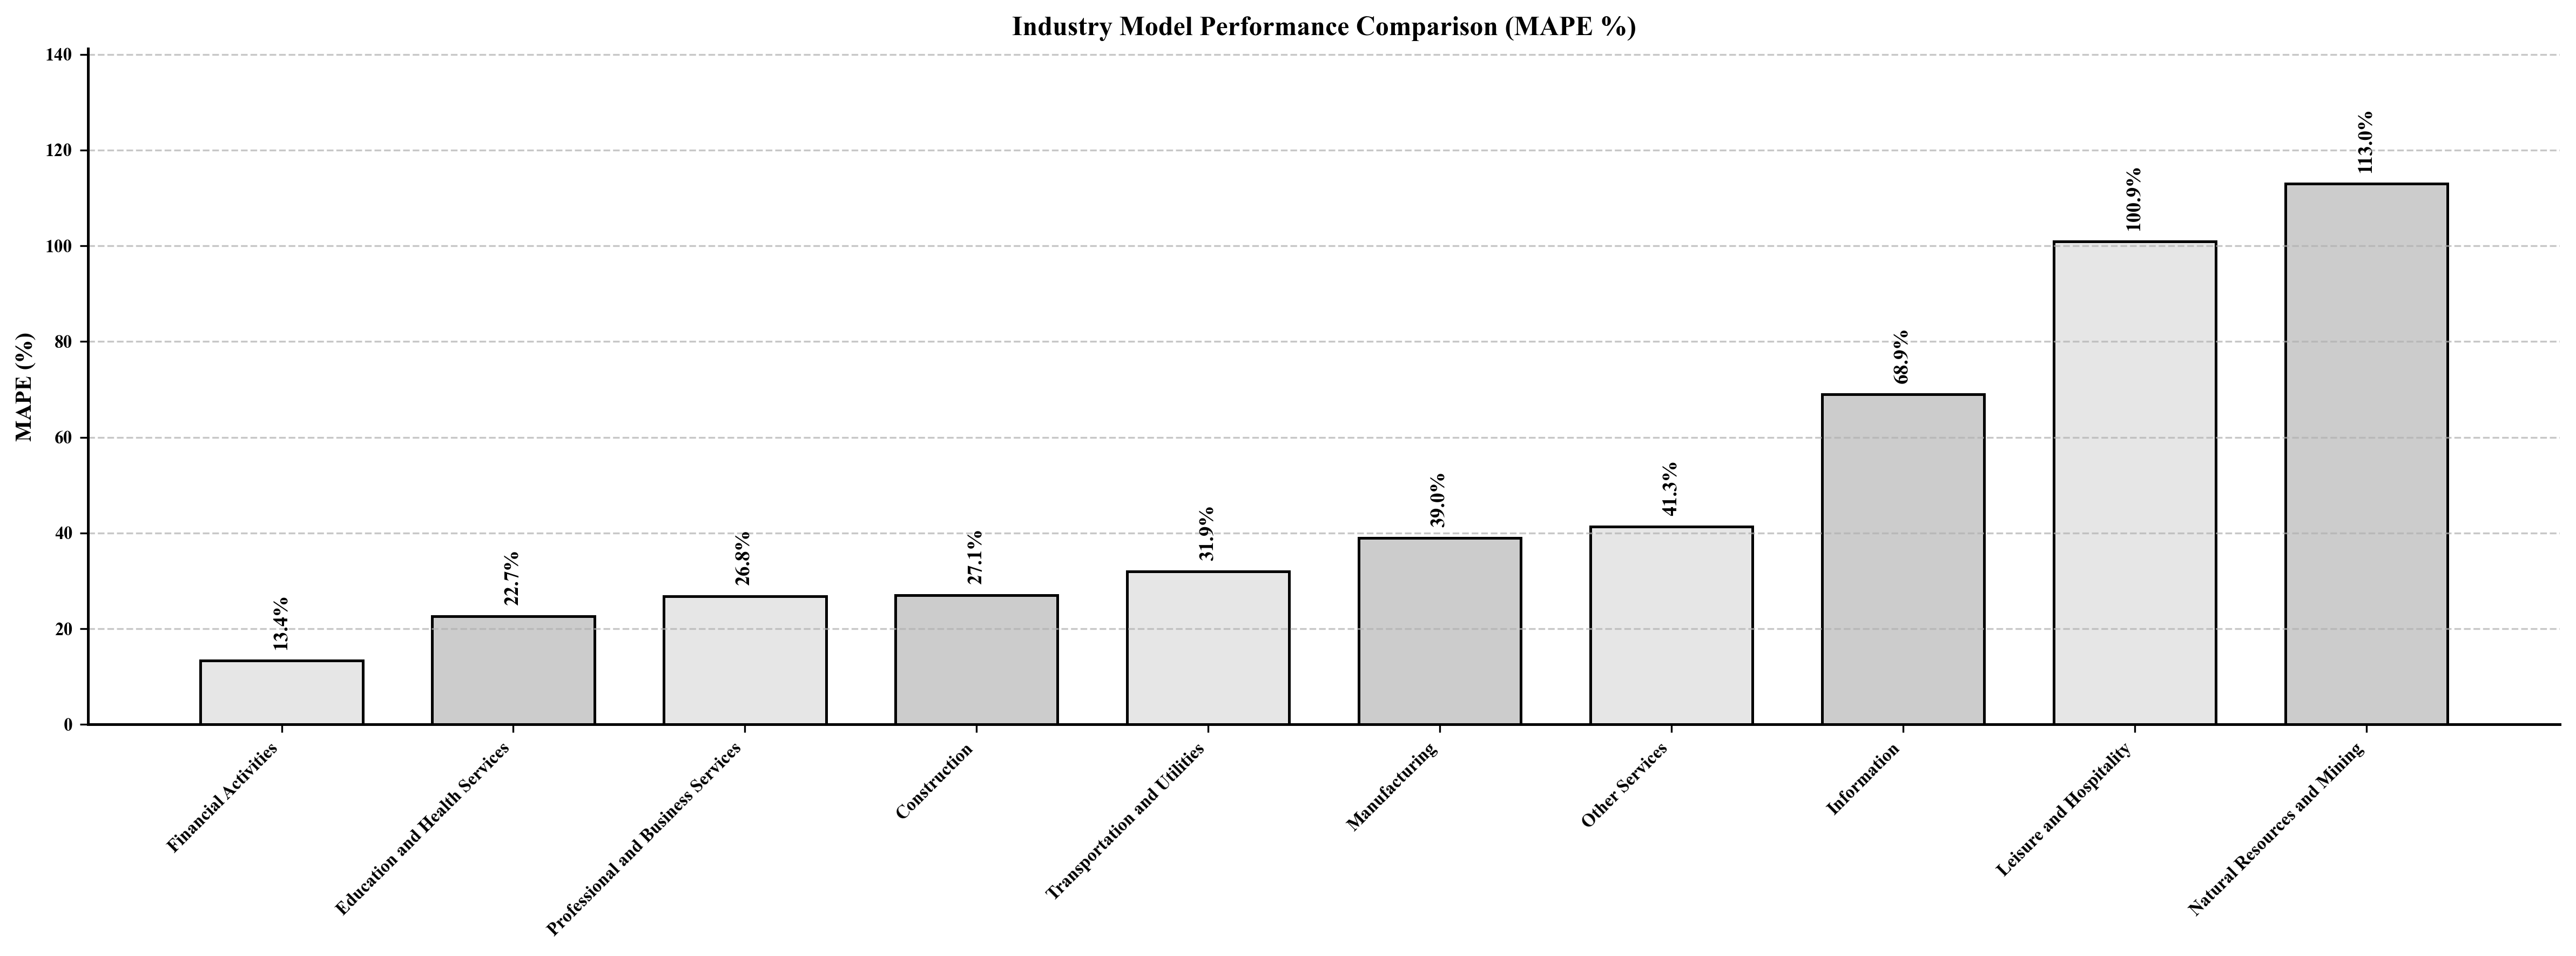 Industry Model Performance Comparison (MAPE %)
MAPE (%)
140
120
100
80
60
40
20
0
13.4%
22.7%
26.8%
27.1%
31.9%
39.0%
41.3%
68.9%
100.9%
113.0%
Financial Activities
Education and Health Services
Professional and Business Services
Construction
Transportation and Utilities
Manufacturing
Other Services
Information
Leisure and Hospitality
Natural Resources and Mining